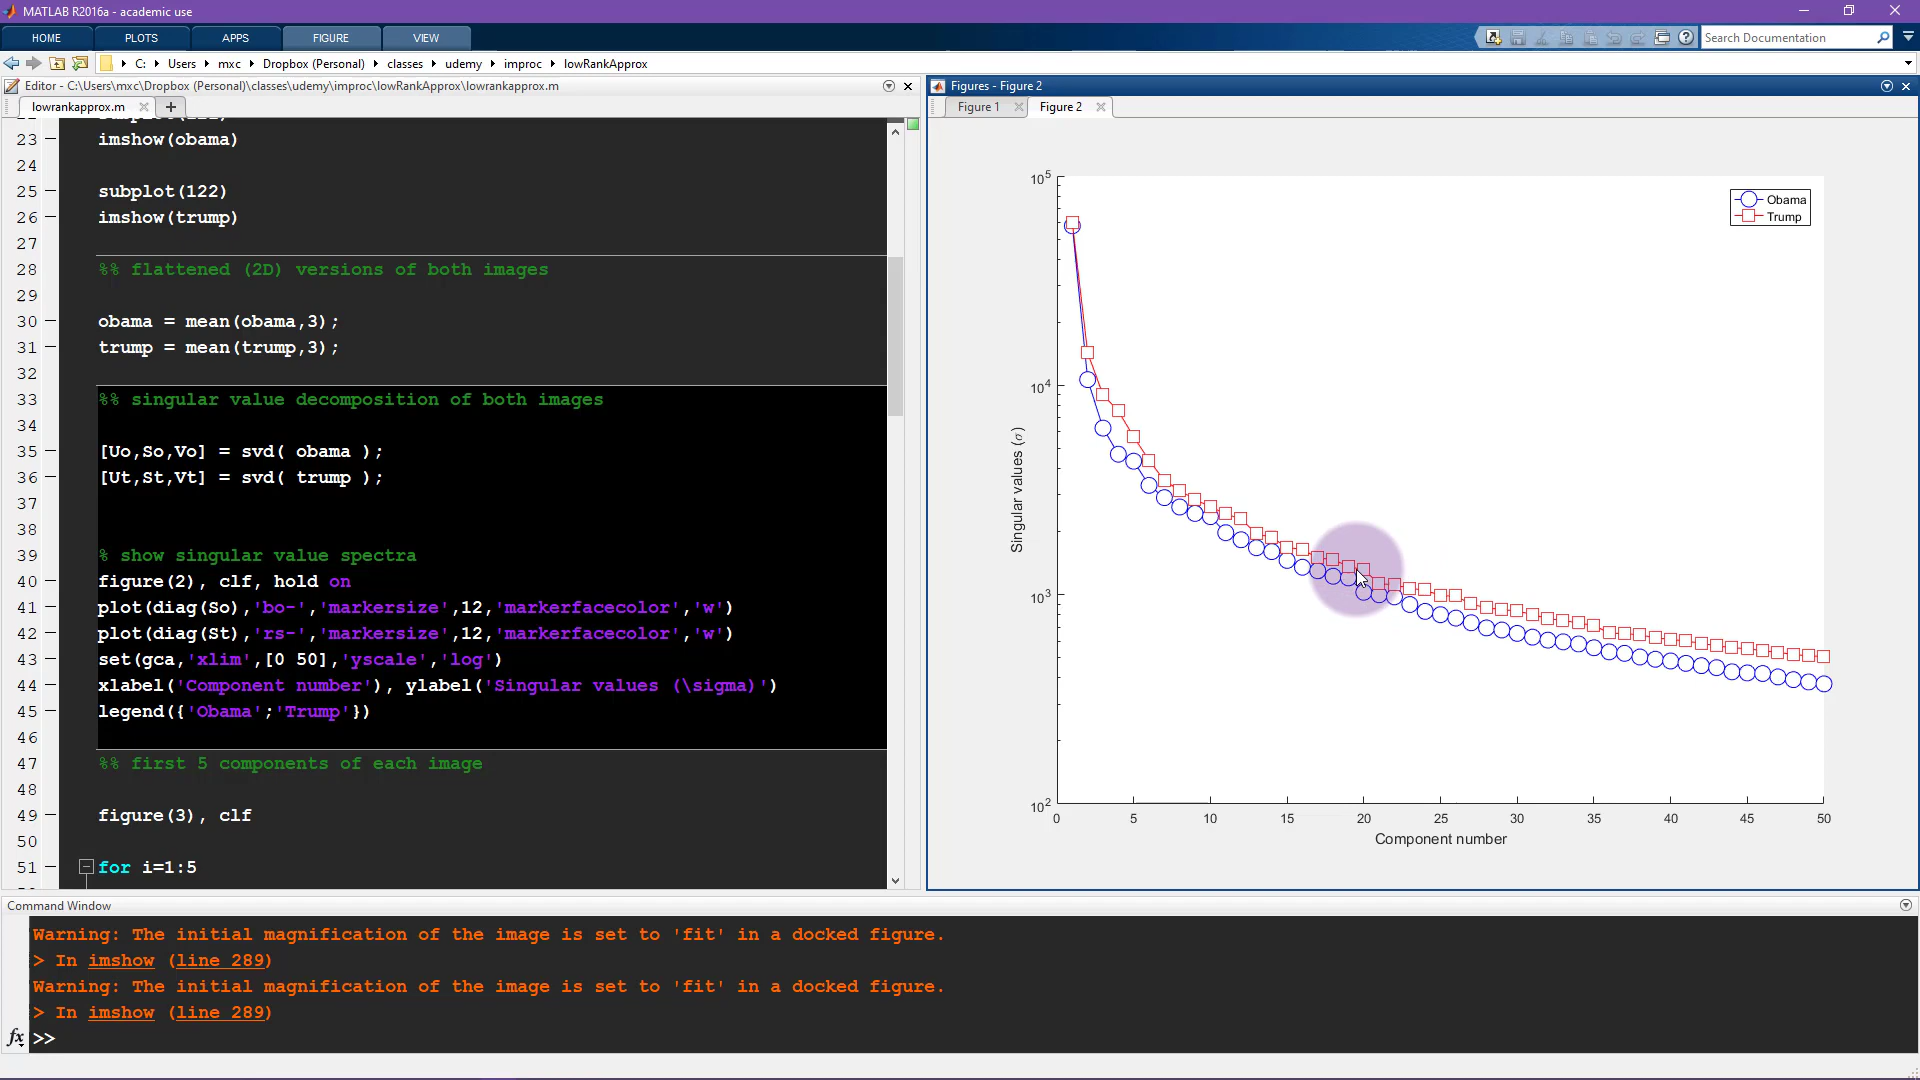 MATLAB R2016a - academic use
HOME PLOTS APPS FIGURE VIEW
Search Documentation
C: Users mxc Dropbox (Personal) classes udemy improc lowRankApprox
Editor - C:\Users\mxc\Dropbox (Personal)\classes\udemy\improc\lowRankApprox\lowrankapprox.m
lowrankapprox.m
23 imshow(obama)
24
25 subplot(122)
26 imshow(trump)
27
28 %% flattened (2D) versions of both images
29
30 obama = mean(obama,3);
31 trump = mean(trump,3);
32
33 %% singular value decomposition of both images
34
35 [Uo,So,Vo] = svd( obama );
36 [Ut,St,Vt] = svd( trump );
37
38
39 % show singular value spectra
40 figure(2), clf, hold on
41 plot(diag(So),'bo-','markersize',12,'markerfacecolor','w')
42 plot(diag(St),'rs-','markersize',12,'markerfacecolor','w')
43 set(gca,'xlim',[0 50],'yscale','log')
44 xlabel('Component number'), ylabel('Singular values (\sigma)')
45 legend({'Obama';'Trump'})
46
47 %% first 5 components of each image
48
49 figure(3), clf
50
51 for i=1:5
Figures - Figure 2
Figure 1 Figure 2
10^5
10^4
10^3
10^2
Singular values (σ)
Obama
Trump
0 5 10 15 20 25 30 35 40 45 50
Component number
Command Window
Warning: The initial magnification of the image is set to 'fit' in a docked figure.
> In imshow (line 289)
Warning: The initial magnification of the image is set to 'fit' in a docked figure.
> In imshow (line 289)
fx >>